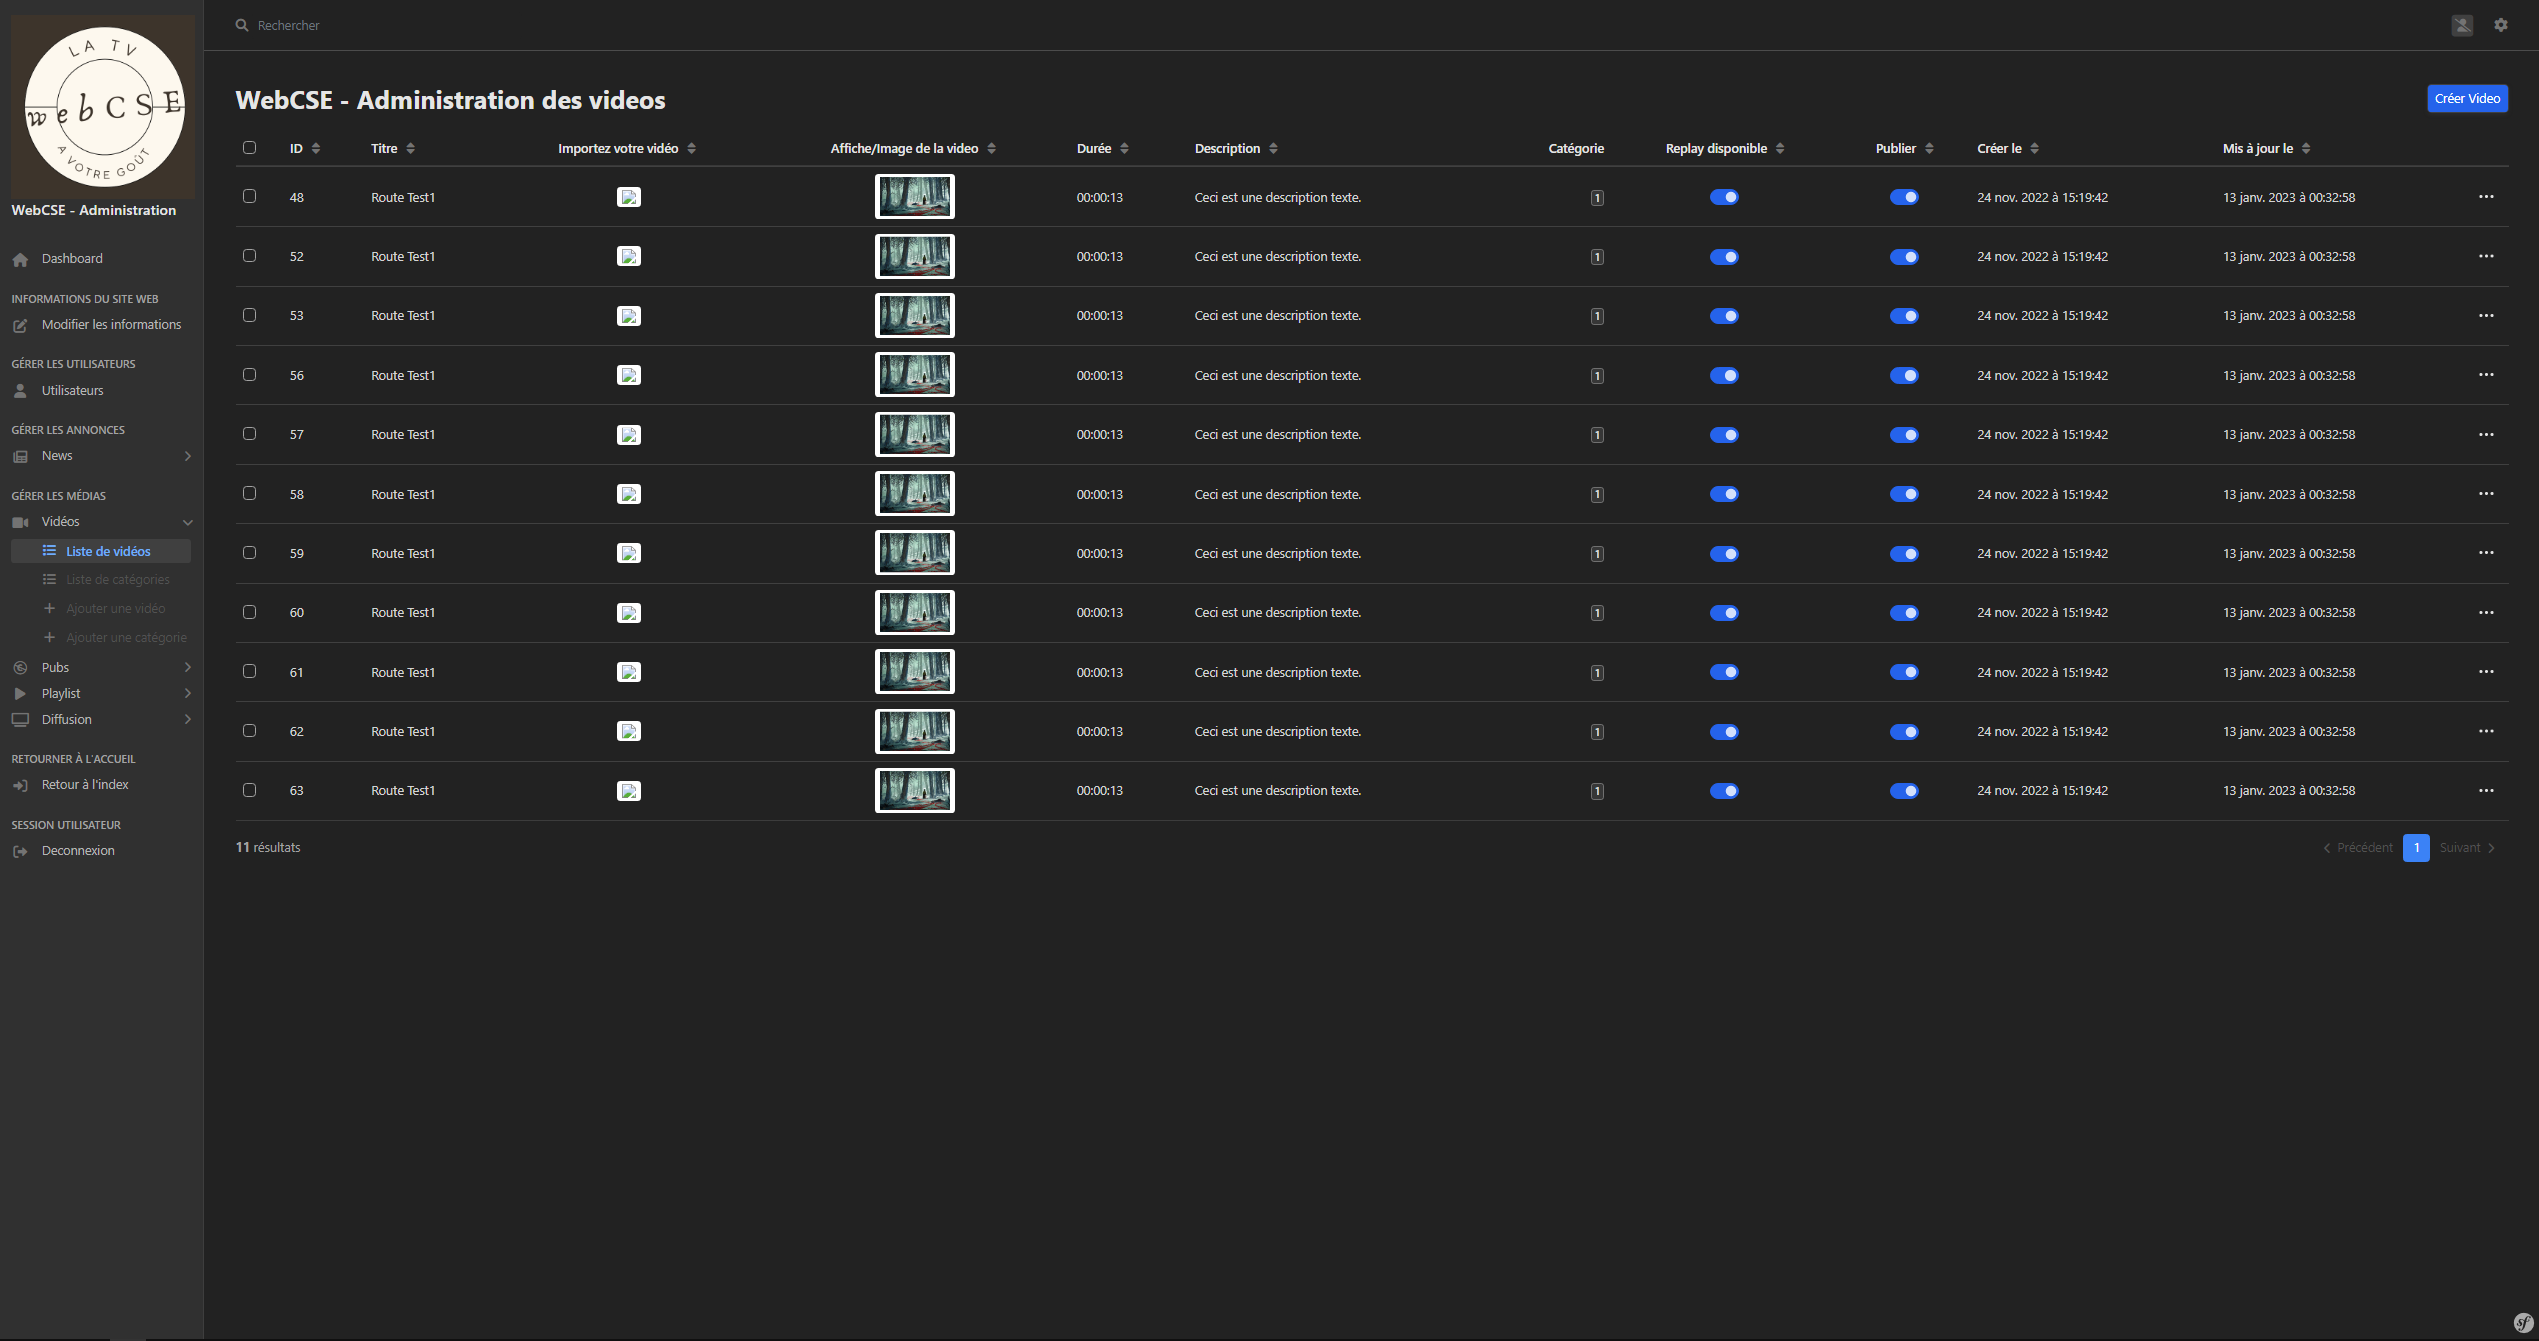 LA TV
webCSE
A VOTRE GOÛT
WebCSE - Administration
Dashboard
INFORMATIONS DU SITE WEB
Modifier les informations
GÉRER LES UTILISATEURS
Utilisateurs
GÉRER LES ANNONCES
News
GÉRER LES MÉDIAS
Vidéos
Liste de vidéos
Liste de catégories
Ajouter une vidéo
Ajouter une catégorie
Pubs
Playlist
Diffusion
RETOURNER À L'ACCUEIL
Retour à l'index
SESSION UTILISATEUR
Deconnexion
Rechercher
WebCSE - Administration des videos
Créer Video
ID Titre Importez votre vidéo Affiche/Image de la video Durée Description Catégorie Replay disponible Publier Créer le Mis à jour le
48 Route Test1 00:00:13 Ceci est une description texte. 1 24 nov. 2022 à 15:19:42 13 janv. 2023 à 00:32:58
52 Route Test1 00:00:13 Ceci est une description texte. 1 24 nov. 2022 à 15:19:42 13 janv. 2023 à 00:32:58
53 Route Test1 00:00:13 Ceci est une description texte. 1 24 nov. 2022 à 15:19:42 13 janv. 2023 à 00:32:58
56 Route Test1 00:00:13 Ceci est une description texte. 1 24 nov. 2022 à 15:19:42 13 janv. 2023 à 00:32:58
57 Route Test1 00:00:13 Ceci est une description texte. 1 24 nov. 2022 à 15:19:42 13 janv. 2023 à 00:32:58
58 Route Test1 00:00:13 Ceci est une description texte. 1 24 nov. 2022 à 15:19:42 13 janv. 2023 à 00:32:58
59 Route Test1 00:00:13 Ceci est une description texte. 1 24 nov. 2022 à 15:19:42 13 janv. 2023 à 00:32:58
60 Route Test1 00:00:13 Ceci est une description texte. 1 24 nov. 2022 à 15:19:42 13 janv. 2023 à 00:32:58
61 Route Test1 00:00:13 Ceci est une description texte. 1 24 nov. 2022 à 15:19:42 13 janv. 2023 à 00:32:58
62 Route Test1 00:00:13 Ceci est une description texte. 1 24 nov. 2022 à 15:19:42 13 janv. 2023 à 00:32:58
63 Route Test1 00:00:13 Ceci est une description texte. 1 24 nov. 2022 à 15:19:42 13 janv. 2023 à 00:32:58
11 résultats
Précédent 1 Suivant
sf